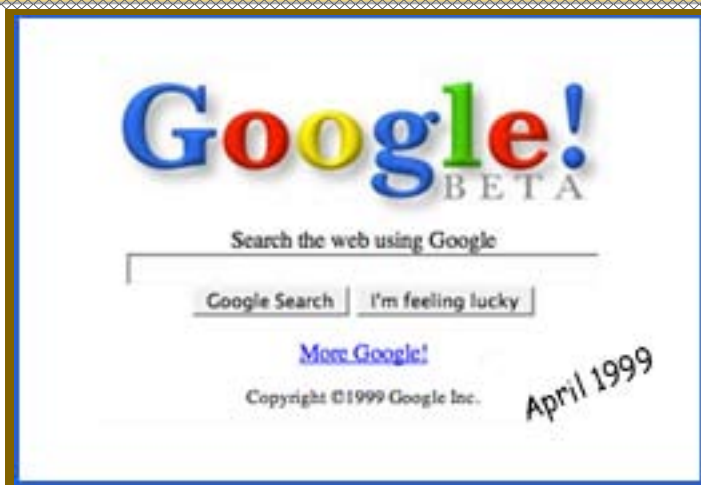 Google!
BETA
Search the web using Google
Google Search I'm feeling lucky
More Google!
Copyright ©1999 Google Inc.
April 1999